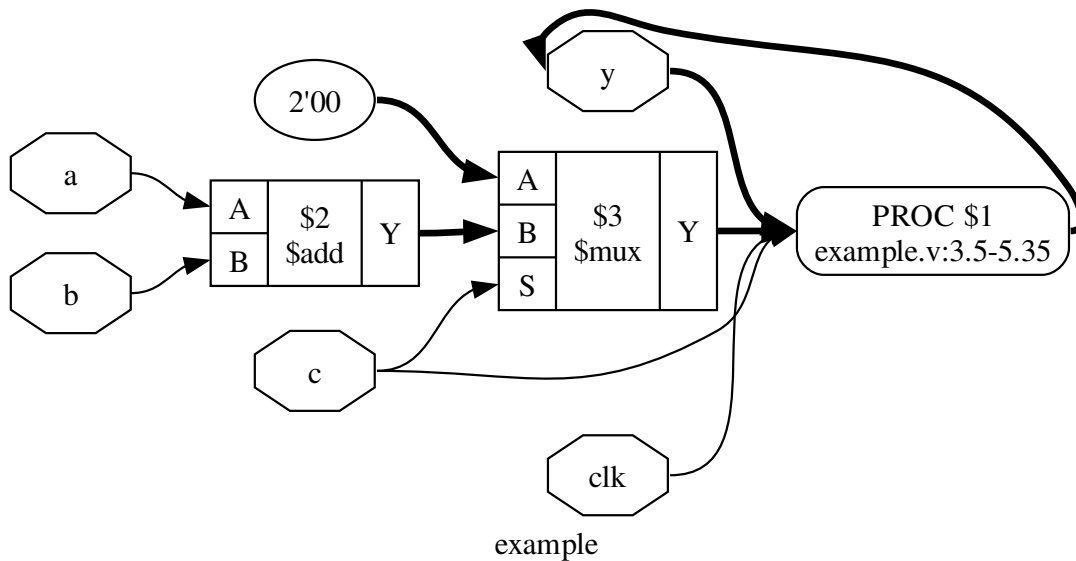 y
2'00
a
A
B
$2
$add
Y
A
B
S
$3
$mux
Y
PROC $1
example.v:3.5-5.35
b
c
clk
example